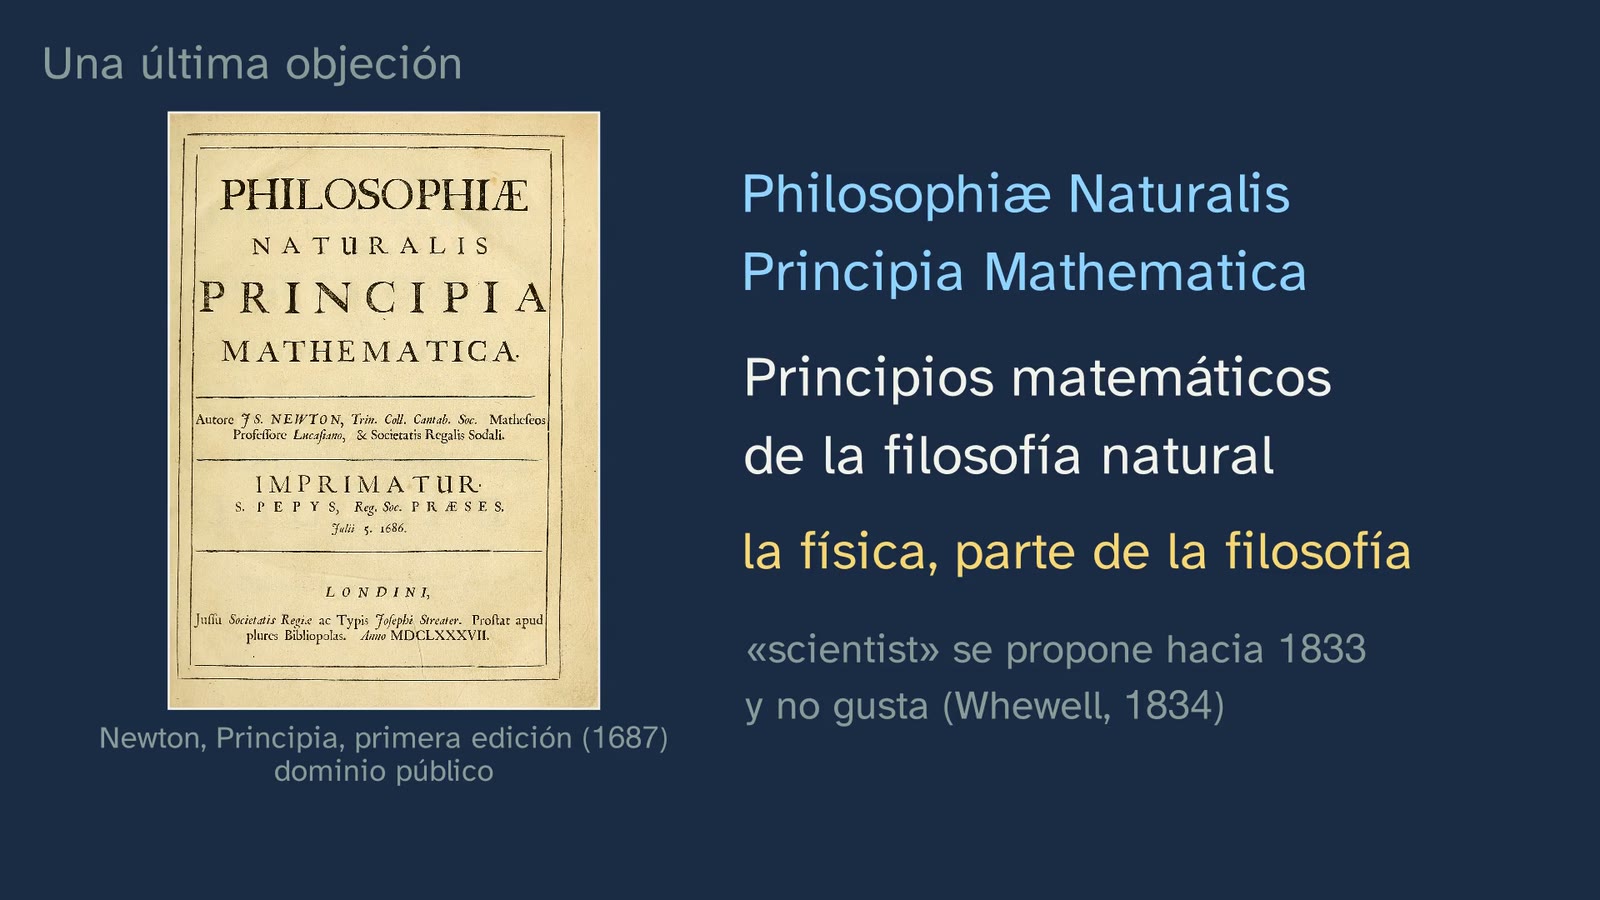 Una última objeción
PHILOSOPHIÆ
NATURALIS
PRINCIPIA
MATHEMATICA.
Autore JS. NEWTON, Trin. Coll. Cantab. Soc. Matheſeos
Profeſſore Lucaſiano, & Societatis Regalis Sodali.
IMPRIMATUR.
S. PEPYS, Reg. Soc. PRÆSES.
Julii 5. 1686.
LONDINI,
Juſſu Societatis Regiæ ac Typis Joſephi Streater. Proſtat apud
plures Bibliopolas. Anno MDCLXXXVII.
Newton, Principia, primera edición (1687)
dominio público
Philosophiæ Naturalis
Principia Mathematica
Principios matemáticos
de la filosofía natural
la física, parte de la filosofía
«scientist» se propone hacia 1833
y no gusta (Whewell, 1834)